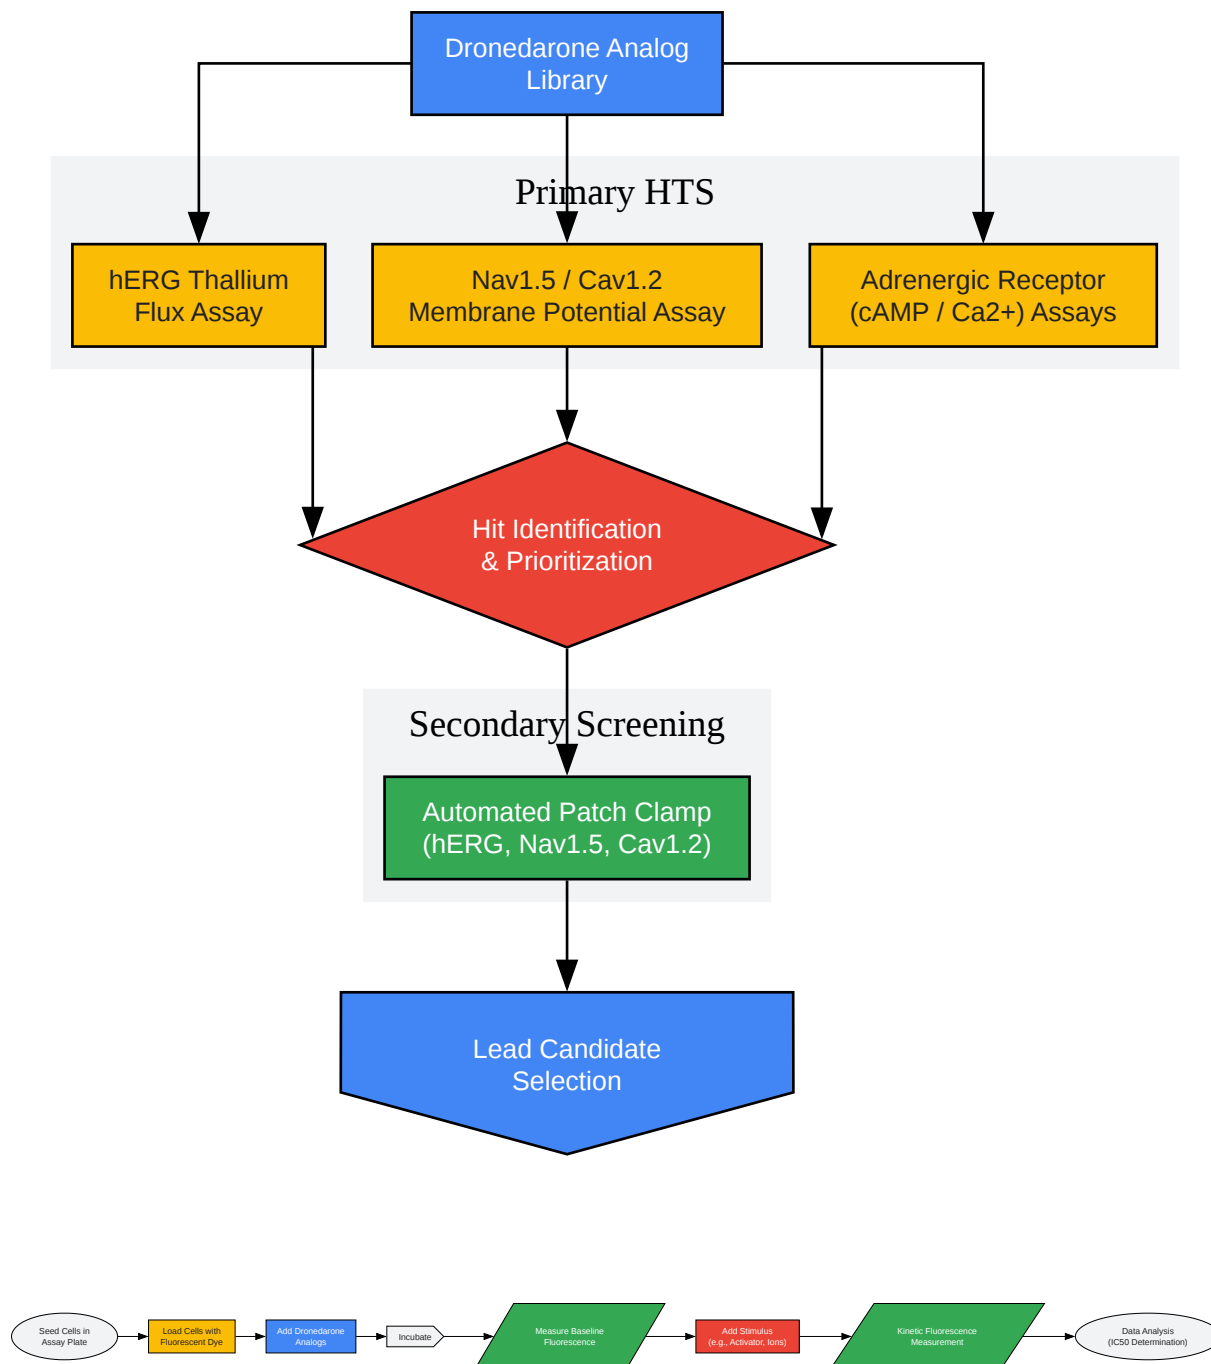 Dronedarone Analog
Library
Primary HTS
hERG Thallium
Flux Assay
Nav1.5 / Cav1.2
Membrane Potential Assay
Adrenergic Receptor
(cAMP / Ca2+) Assays
Hit Identification
& Prioritization
Secondary Screening
Automated Patch Clamp
(hERG, Nav1.5, Cav1.2)
Lead Candidate
Selection
Seed Cells in
Assay Plate
Load Cells with
Fluorescent Dye
Add Dronedarone
Analogs
Incubate
Measure Baseline
Fluorescence
Add Stimulus
(e.g., Activator, Ions)
Kinetic Fluorescence
Measurement
Data Analysis
(IC50 Determination)